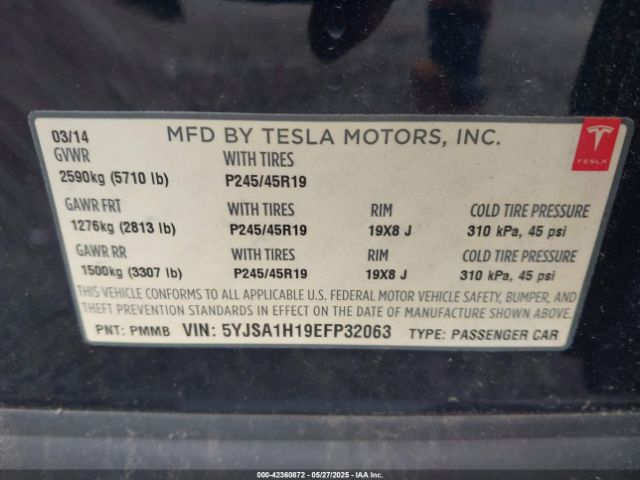 03/14 MFD BY TESLA MOTORS, INC.
TESLA
GVWR WITH TIRES
2590kg (5710 lb) P245/45R19
GAWR FRT WITH TIRES RIM COLD TIRE PRESSURE
1276kg (2813 lb) P245/45R19 19X8 J 310 kPa, 45 psi
GAWR RR WITH TIRES RIM COLD TIRE PRESSURE
1500kg (3307 lb) P245/45R19 19X8 J 310 kPa, 45 psi
THIS VEHICLE CONFORMS TO ALL APPLICABLE U.S. FEDERAL MOTOR VEHICLE SAFETY, BUMPER, AND
THEFT PREVENTION STANDARDS IN EFFECT ON THE DATE OF MANUFACTURE SHOWN ABOVE.
PNT: PMMB VIN: 5YJSA1H19EFP32063 TYPE: PASSENGER CAR
000-42360872 - 05/27/2025 - IAA Inc.